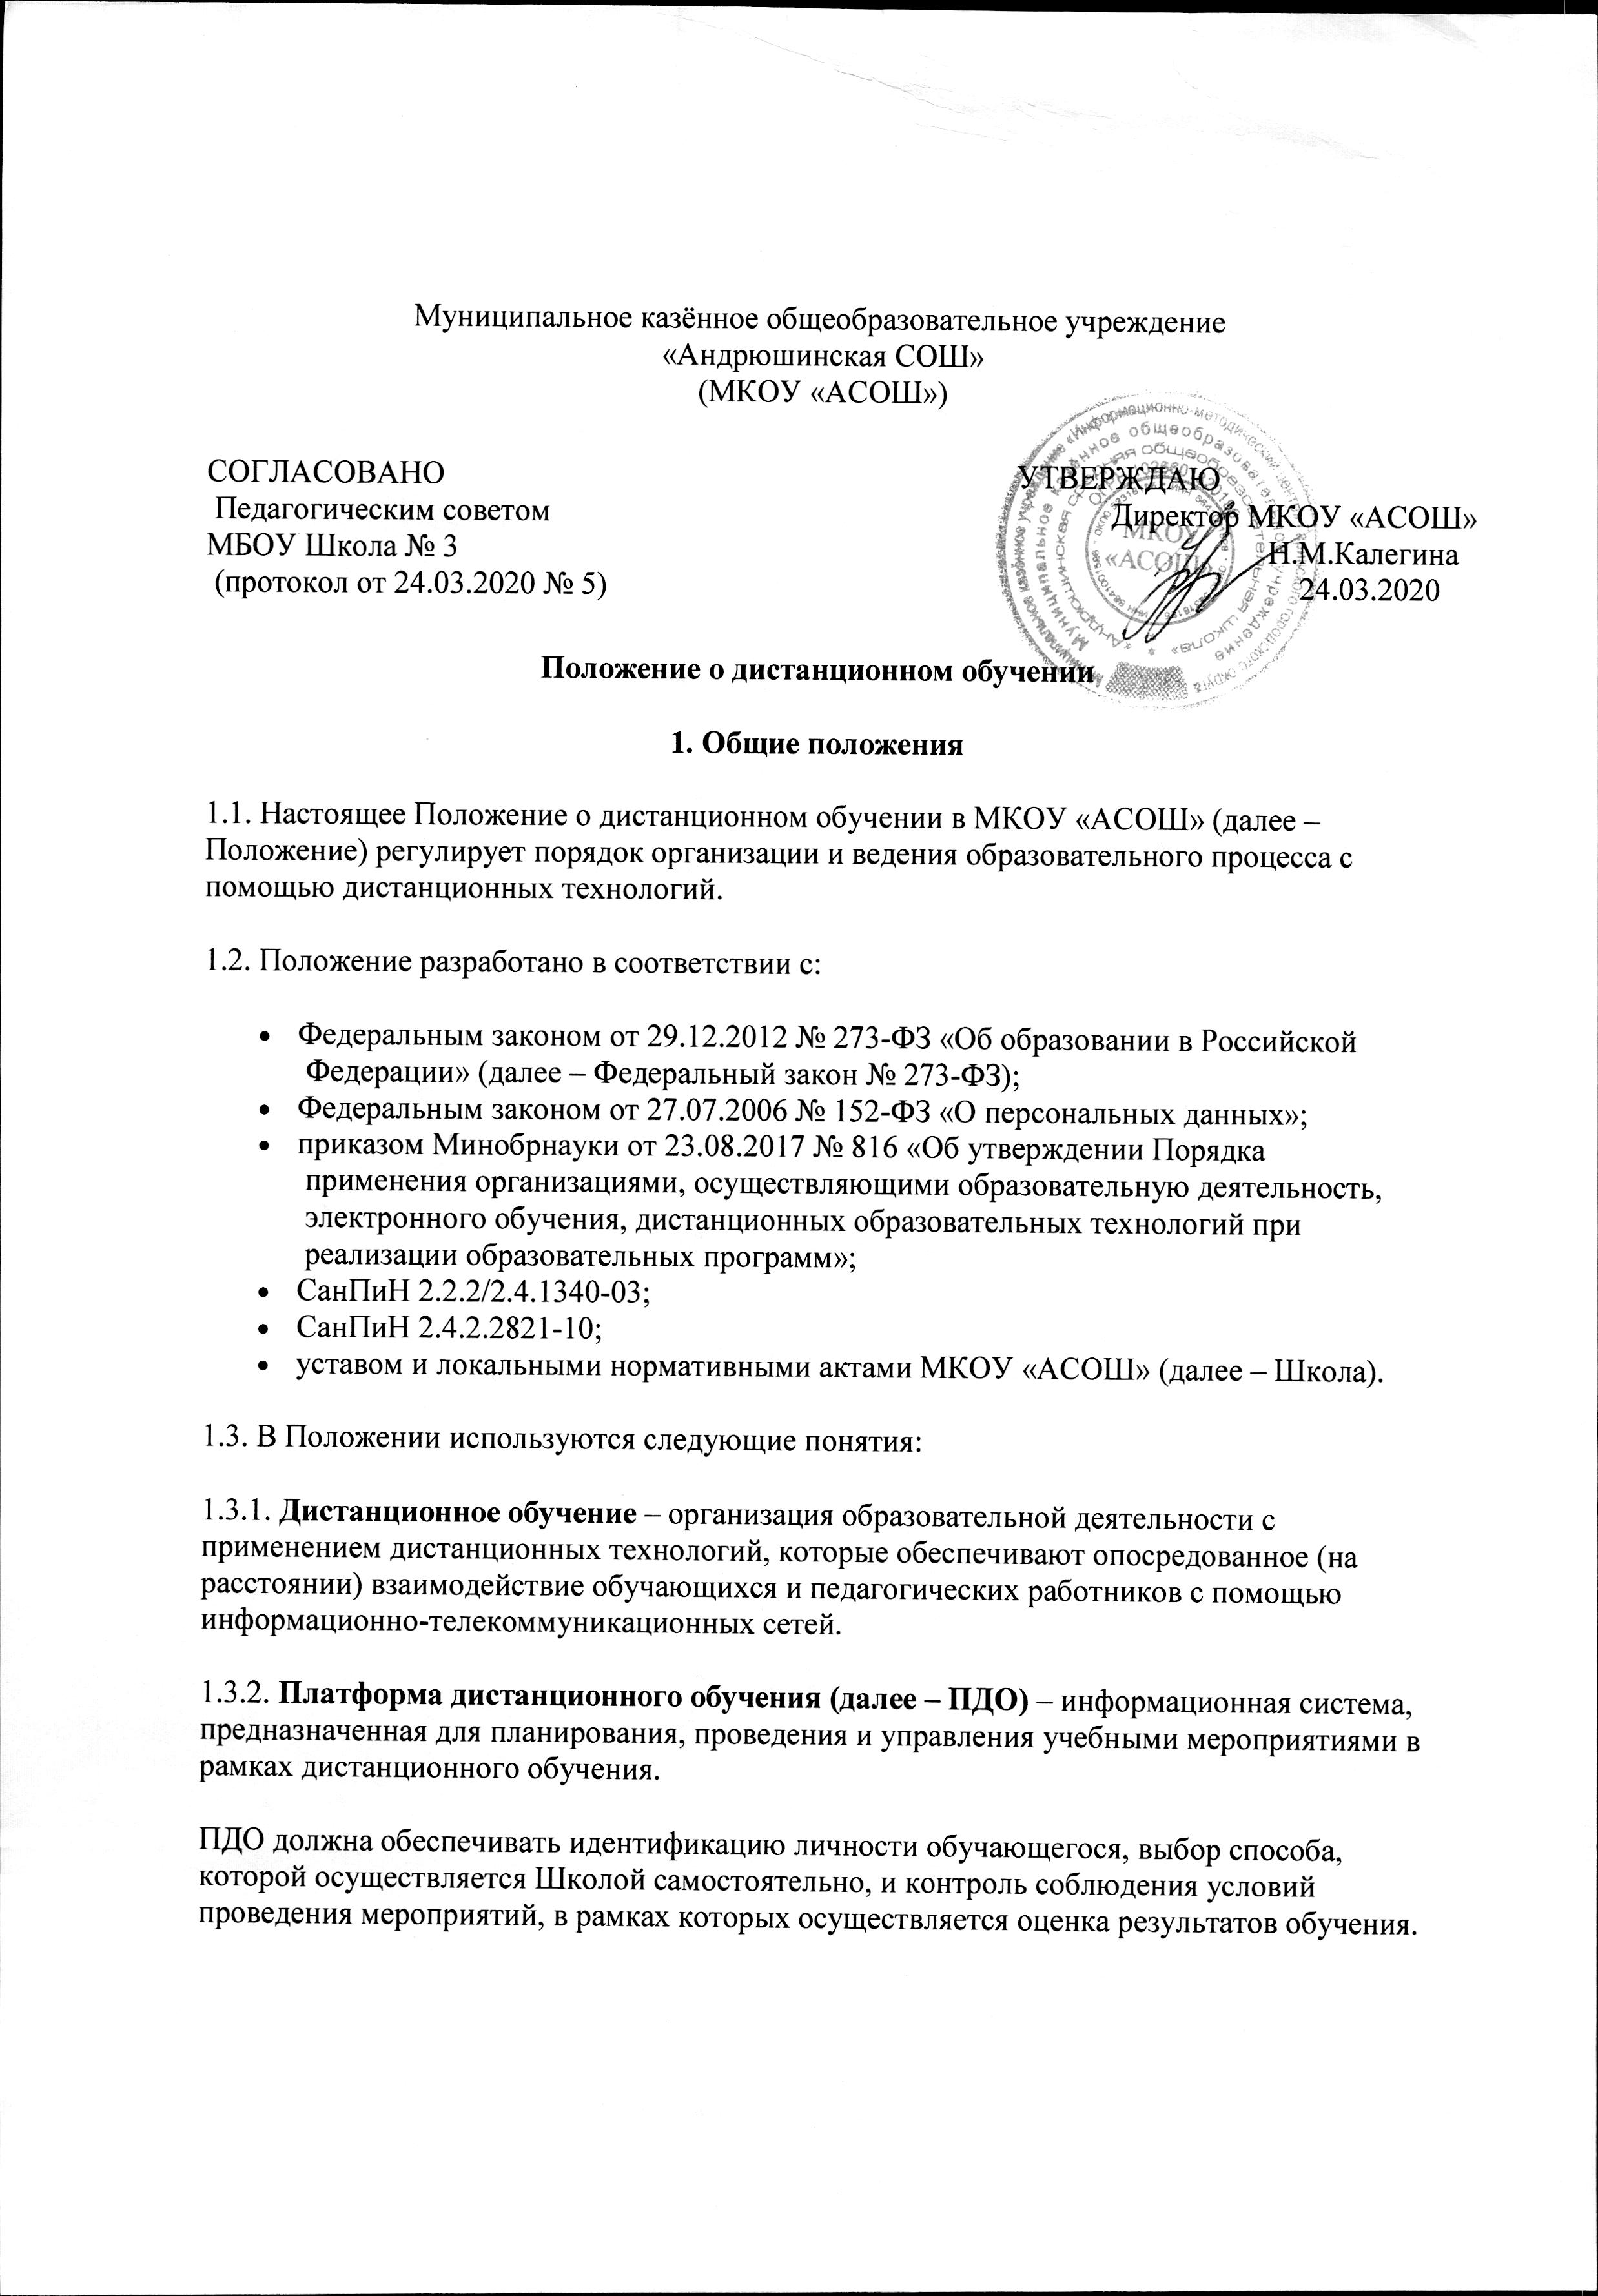 Муниципальное казённое общеобразовательное учреждение
«Андрюшинская СОШ»
(МКОУ «АСОШ»)
СОГЛАСОВАНО
Педагогическим советом
МБОУ Школа № 3
(протокол от 24.03.2020 № 5)
УТВЕРЖДАЮ
Директор МКОУ «АСОШ»
Н.М.Калегина
24.03.2020
МКОУ
«АСОШ»
Положение о дистанционном обучении
1. Общие положения
1.1. Настоящее Положение о дистанционном обучении в МКОУ «АСОШ» (далее –
Положение) регулирует порядок организации и ведения образовательного процесса с
помощью дистанционных технологий.
1.2. Положение разработано в соответствии с:
• Федеральным законом от 29.12.2012 № 273-ФЗ «Об образовании в Российской
Федерации» (далее – Федеральный закон № 273-ФЗ);
• Федеральным законом от 27.07.2006 № 152-ФЗ «О персональных данных»;
• приказом Минобрнауки от 23.08.2017 № 816 «Об утверждении Порядка
применения организациями, осуществляющими образовательную деятельность,
электронного обучения, дистанционных образовательных технологий при
реализации образовательных программ»;
• СанПиН 2.2.2/2.4.1340-03;
• СанПиН 2.4.2.2821-10;
• уставом и локальными нормативными актами МКОУ «АСОШ» (далее – Школа).
1.3. В Положении используются следующие понятия:
1.3.1. Дистанционное обучение – организация образовательной деятельности с
применением дистанционных технологий, которые обеспечивают опосредованное (на
расстоянии) взаимодействие обучающихся и педагогических работников с помощью
информационно-телекоммуникационных сетей.
1.3.2. Платформа дистанционного обучения (далее – ПДО) – информационная система,
предназначенная для планирования, проведения и управления учебными мероприятиями в
рамках дистанционного обучения.
ПДО должна обеспечивать идентификацию личности обучающегося, выбор способа,
которой осуществляется Школой самостоятельно, и контроль соблюдения условий
проведения мероприятий, в рамках которых осуществляется оценка результатов обучения.